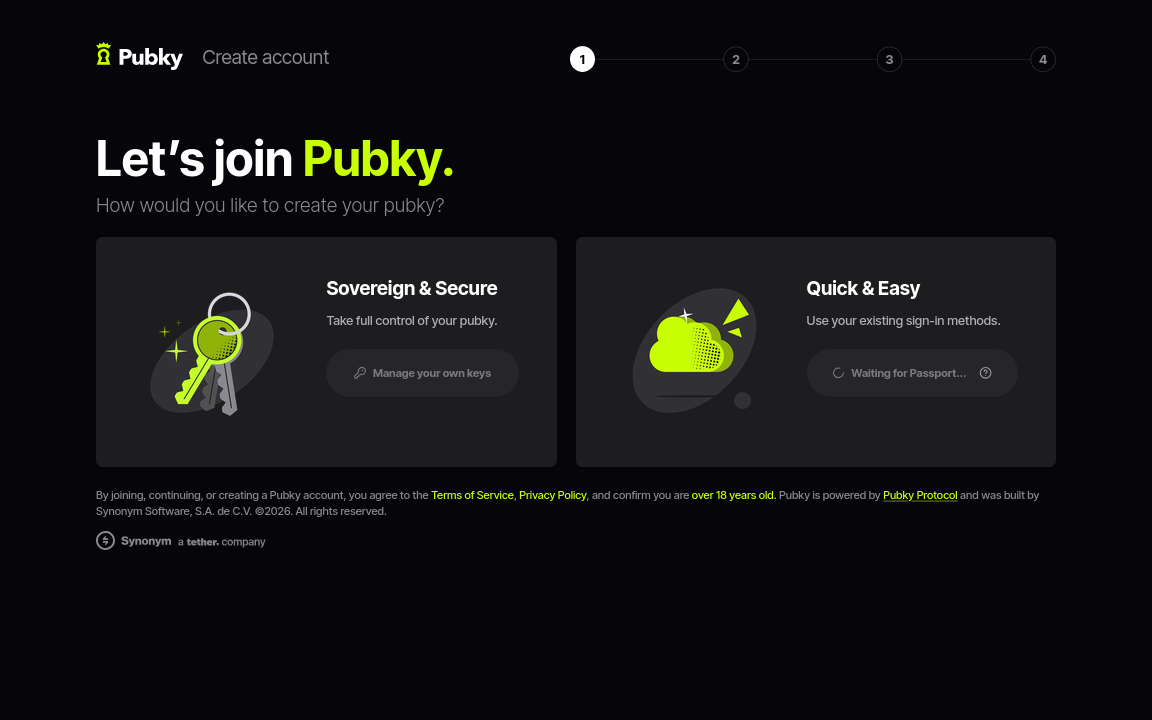 Pubky Create account 1 2 3 4
Let’s join Pubky.
How would you like to create your pubky?
Sovereign & Secure
Take full control of your pubky.
Manage your own keys
Quick & Easy
Use your existing sign-in methods.
Waiting for Passport...
By joining, continuing, or creating a Pubky account, you agree to the Terms of Service, Privacy Policy, and confirm you are over 18 years old. Pubky is powered by Pubky Protocol and was built by
Synonym Software, S.A. de C.V. ©2026. All rights reserved.
Synonym a tether. company